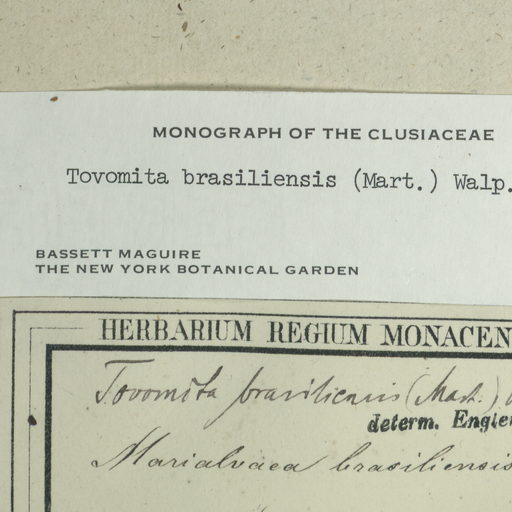 MONOGRAPH OF THE CLUSIACEAE
Tovomita brasiliensis (Mart.) Walp.
BASSETT MAGUIRE
THE NEW YORK BOTANICAL GARDEN
HERBARIUM REGIUM MONACEN
Tovomita brasiliensis (Mart.)
determ. Engler
Marialvaea brasiliensis